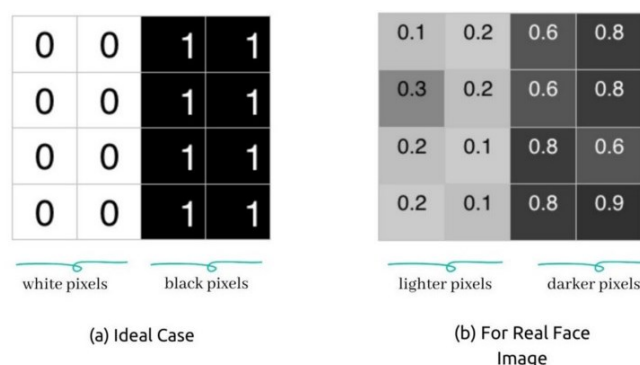 0 0 1 1
0 0 1 1
0 0 1 1
0 0 1 1
white pixels black pixels
(a) Ideal Case
0.1 0.2 0.6 0.8
0.3 0.2 0.6 0.8
0.2 0.1 0.8 0.6
0.2 0.1 0.8 0.9
lighter pixels darker pixels
(b) For Real Face
Image